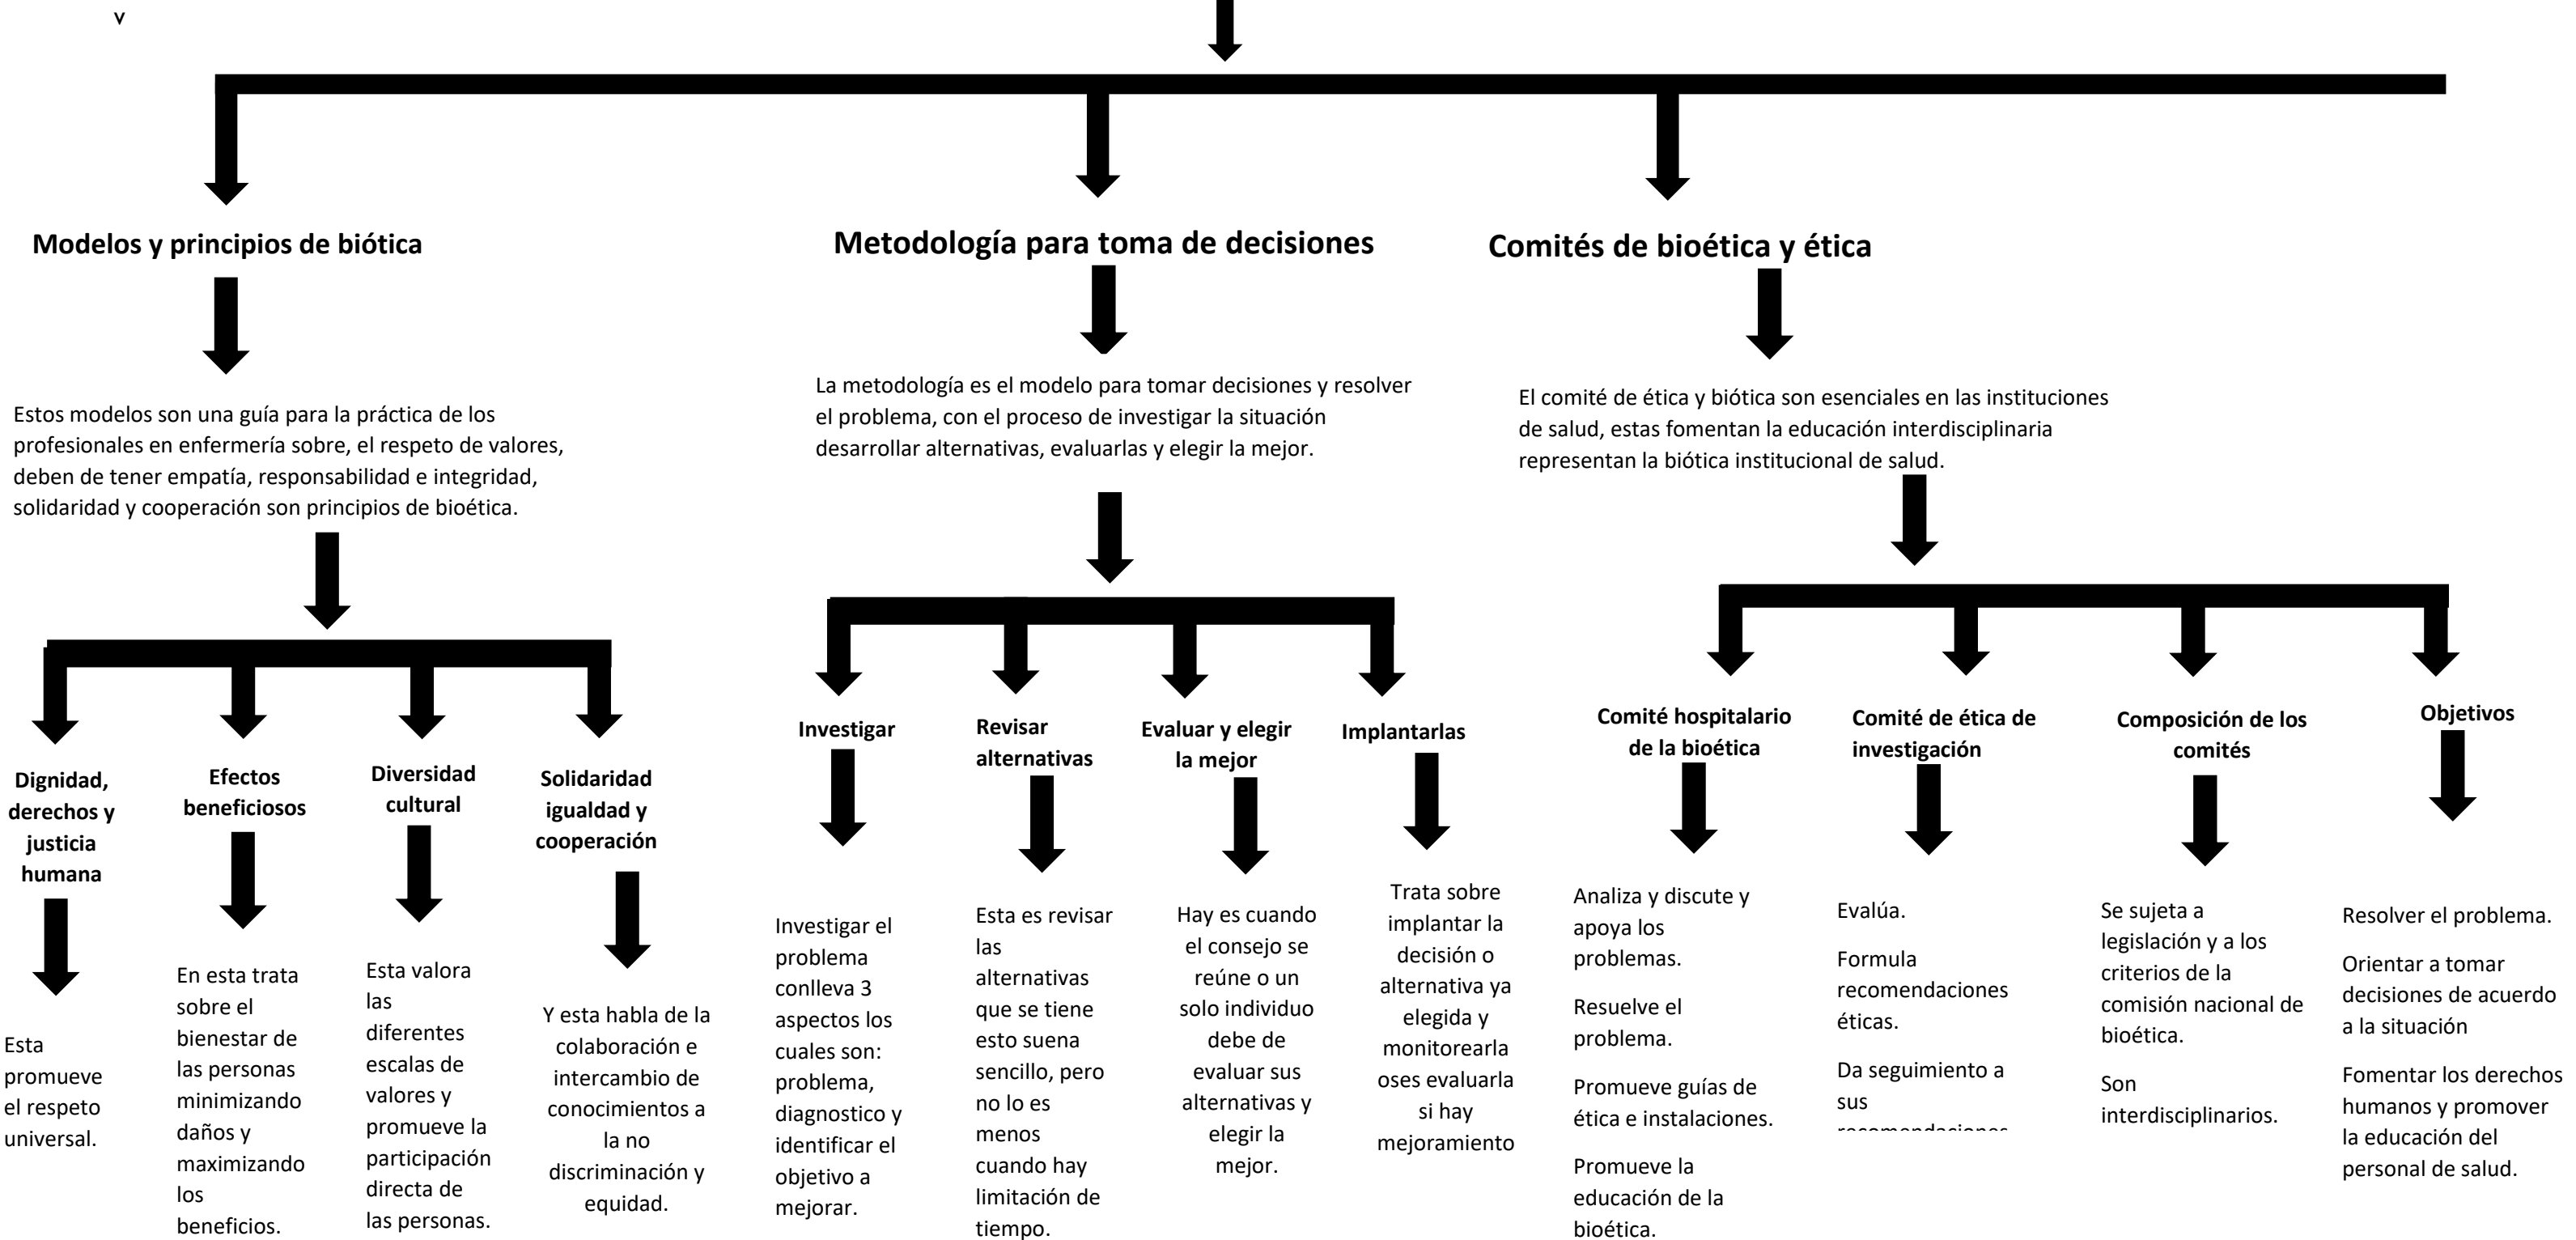 v
Modelos y principios de biótica
Estos modelos son una guía para la práctica de los
profesionales en enfermería sobre, el respeto de valores,
deben de tener empatía, responsabilidad e integridad,
solidaridad y cooperación son principios de bioética.
Dignidad,
derechos y
justicia
humana
Esta
promueve
el respeto
universal.
Efectos
beneficiosos
En esta trata
sobre el
bienestar de
las personas
minimizando
daños y
maximizando
los
beneficios.
Diversidad
cultural
Esta valora
las
diferentes
escalas de
valores y
promueve la
participación
directa de
las personas.
Solidaridad
igualdad y
cooperación
Y esta habla de la
colaboración e
intercambio de
conocimientos a
la no
discriminación y
equidad.
Metodología para toma de decisiones
La metodología es el modelo para tomar decisiones y resolver
el problema, con el proceso de investigar la situación
desarrollar alternativas, evaluarlas y elegir la mejor.
Investigar
Investigar el
problema
conlleva 3
aspectos los
cuales son:
problema,
diagnostico y
identificar el
objetivo a
mejorar.
Revisar
alternativas
Esta es revisar
las
alternativas
que se tiene
esto suena
sencillo, pero
no lo es
menos
cuando hay
limitación de
tiempo.
Evaluar y elegir
la mejor
Hay es cuando
el consejo se
reúne o un
solo individuo
debe de
evaluar sus
alternativas y
elegir la
mejor.
Implantarlas
Trata sobre
implantar la
decisión o
alternativa ya
elegida y
monitorearla
oses evaluarla
si hay
mejoramiento
Comités de bioética y ética
El comité de ética y biótica son esenciales en las instituciones
de salud, estas fomentan la educación interdisciplinaria
representan la biótica institucional de salud.
Comité hospitalario
de la bioética
Analiza y discute y
apoya los
problemas.
Resuelve el
problema.
Promueve guías de
ética e instalaciones.
Promueve la
educación de la
bioética.
Comité de ética de
investigación
Evalúa.
Formula
recomendaciones
éticas.
Da seguimiento a
sus
recomendaciones
Composición de los
comités
Se sujeta a
legislación y a los
criterios de la
comisión nacional de
bioética.
Son
interdisciplinarios.
Objetivos
Resolver el problema.
Orientar a tomar
decisiones de acuerdo
a la situación
Fomentar los derechos
humanos y promover
la educación del
personal de salud.